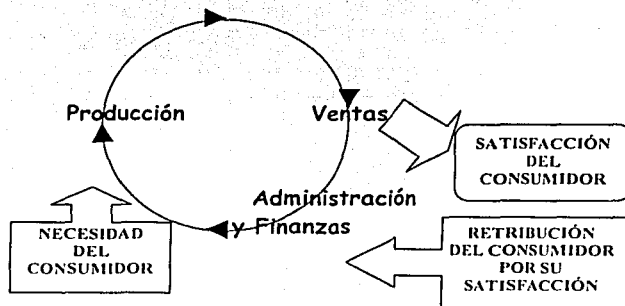 Producción
Ventas
SATISFACCIÓN
DEL
CONSUMIDOR
Administración
y Finanzas
NECESIDAD
DEL
CONSUMIDOR
RETRIBUCIÓN
DEL CONSUMIDOR
POR SU
SATISFACCIÓN